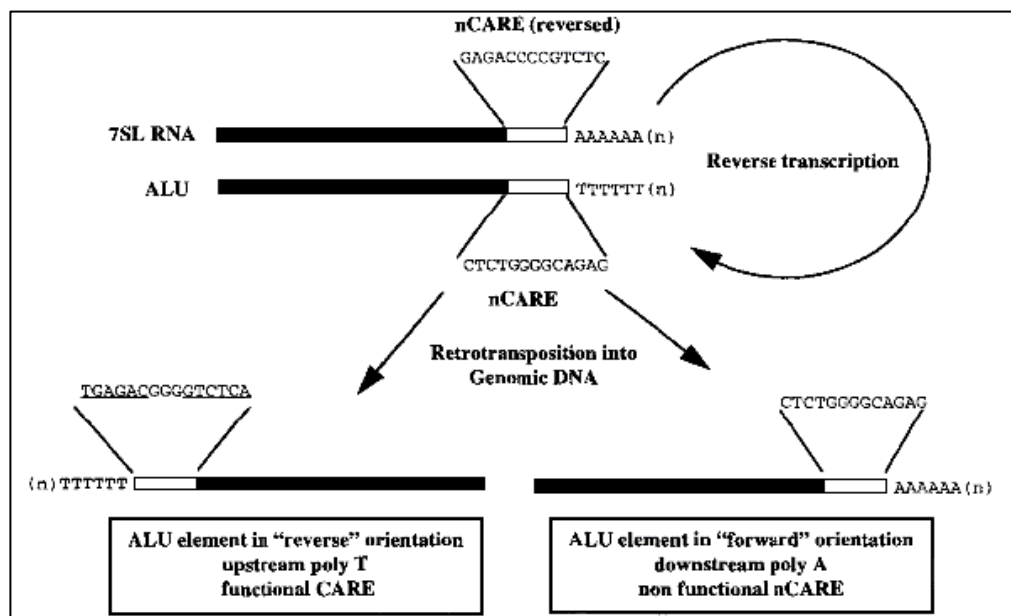 nCARE (reversed)
GAGACCCCGTCTC
7SL RNA
AAAAAA(n)
Reverse transcription
ALU
TTTTTT(n)
CTCTGGGGCAGAG
nCARE
Retrotransposition into
Genomic DNA
TGAGACGGGGTCTCA
CTCTGGGGCAGAG
(n)TTTTTT
AAAAAA(n)
ALU element in "reverse" orientation
upstream poly T
functional CARE
ALU element in "forward" orientation
downstream poly A
non functional nCARE